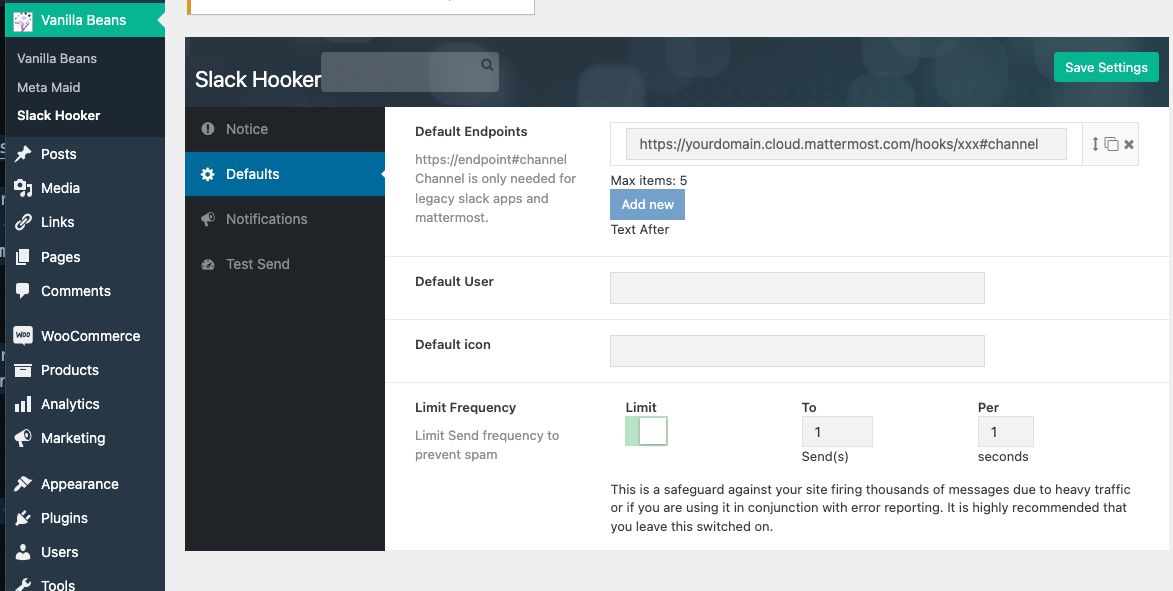 Vanilla Beans
Vanilla Beans
Meta Maid
Slack Hooker
Posts
Media
Links
Pages
Comments
WOO
WooCommerce
Products
Analytics
Marketing
Appearance
Plugins
Users
Tools
Slack Hooker
Save Settings
Notice
Defaults
Notifications
Test Send
Default Endpoints
https://endpoint#channel
Channel is only needed for
legacy slack apps and
mattermost.
https://yourdomain.cloud.mattermost.com/hooks/xxx#channel
Max items: 5
Add new
Text After
Default User
Default icon
Limit Frequency
Limit Send frequency to
prevent spam
Limit
To
1
Send(s)
Per
1
seconds
This is a safeguard against your site firing thousands of messages due to heavy traffic
or if you are using it in conjunction with error reporting. It is highly recommended that
you leave this switched on.